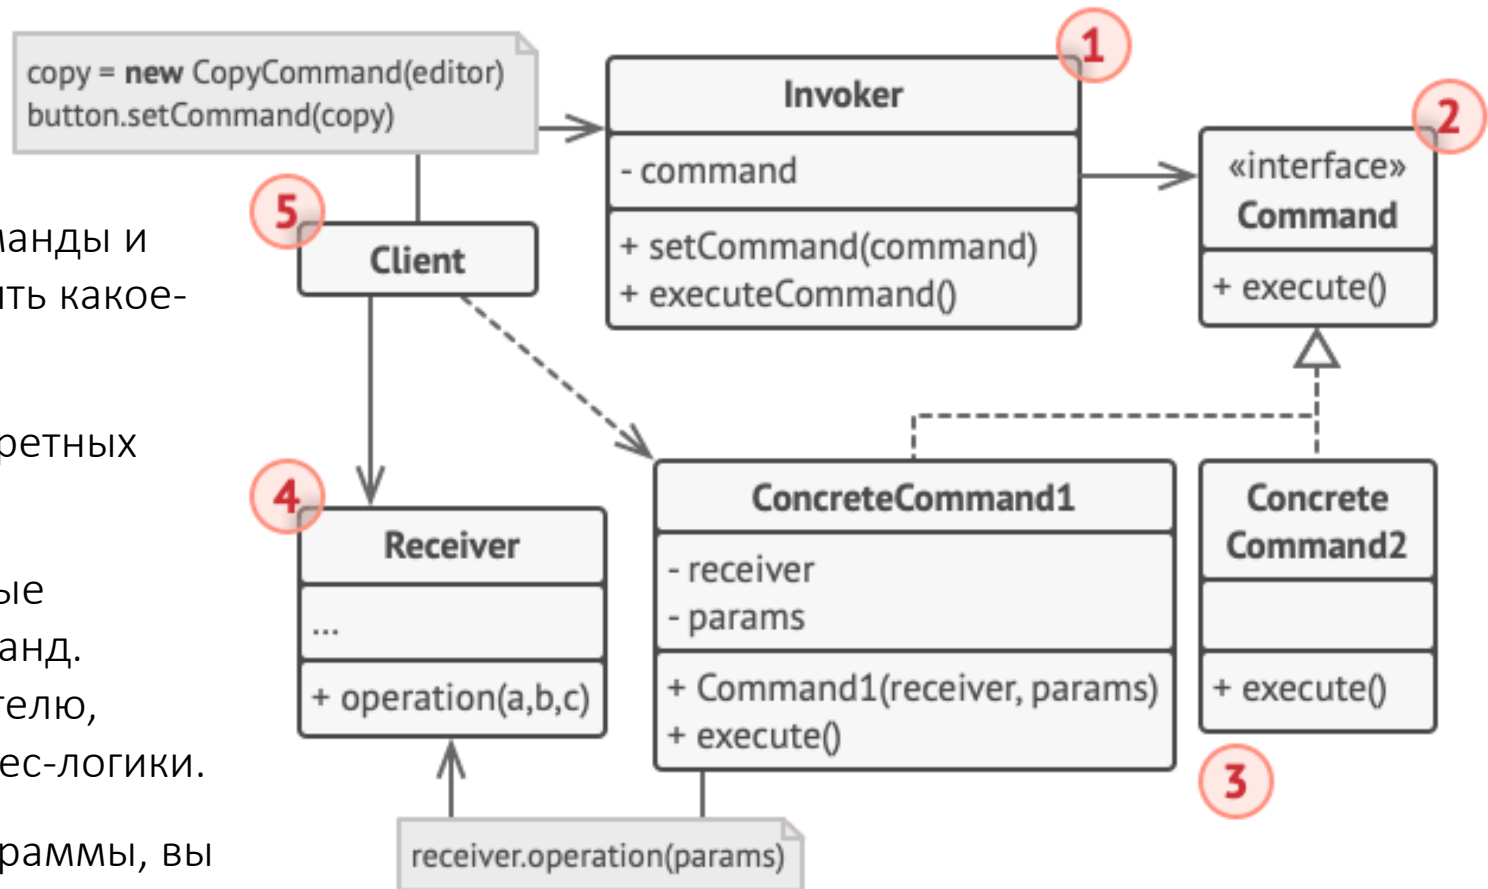 copy = new CopyCommand(editor)
button.setCommand(copy)
1
Invoker
- command
+ setCommand(command)
+ executeCommand()
2
«interface»
Command
+ execute()
5
Client
манды и
ить какое-
ретных
ые
анд.
телю,
ес-логики.
раммы, вы
4
Receiver
...
+ operation(a,b,c)
ConcreteCommand1
- receiver
- params
+ Command1(receiver, params)
+ execute()
Concrete
Command2
+ execute()
3
receiver.operation(params)